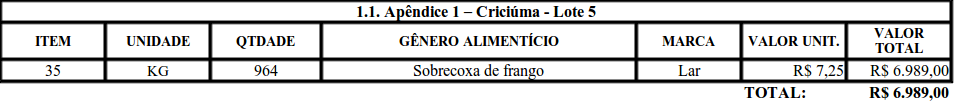 1.1. Apêndice 1 – Criciúma - Lote 5
ITEM UNIDADE QTDADE GÊNERO ALIMENTÍCIO MARCA VALOR UNIT. VALOR TOTAL
35 KG 964 Sobrecoxa de frango Lar R$ 7,25 R$ 6.989,00
TOTAL: R$ 6.989,00